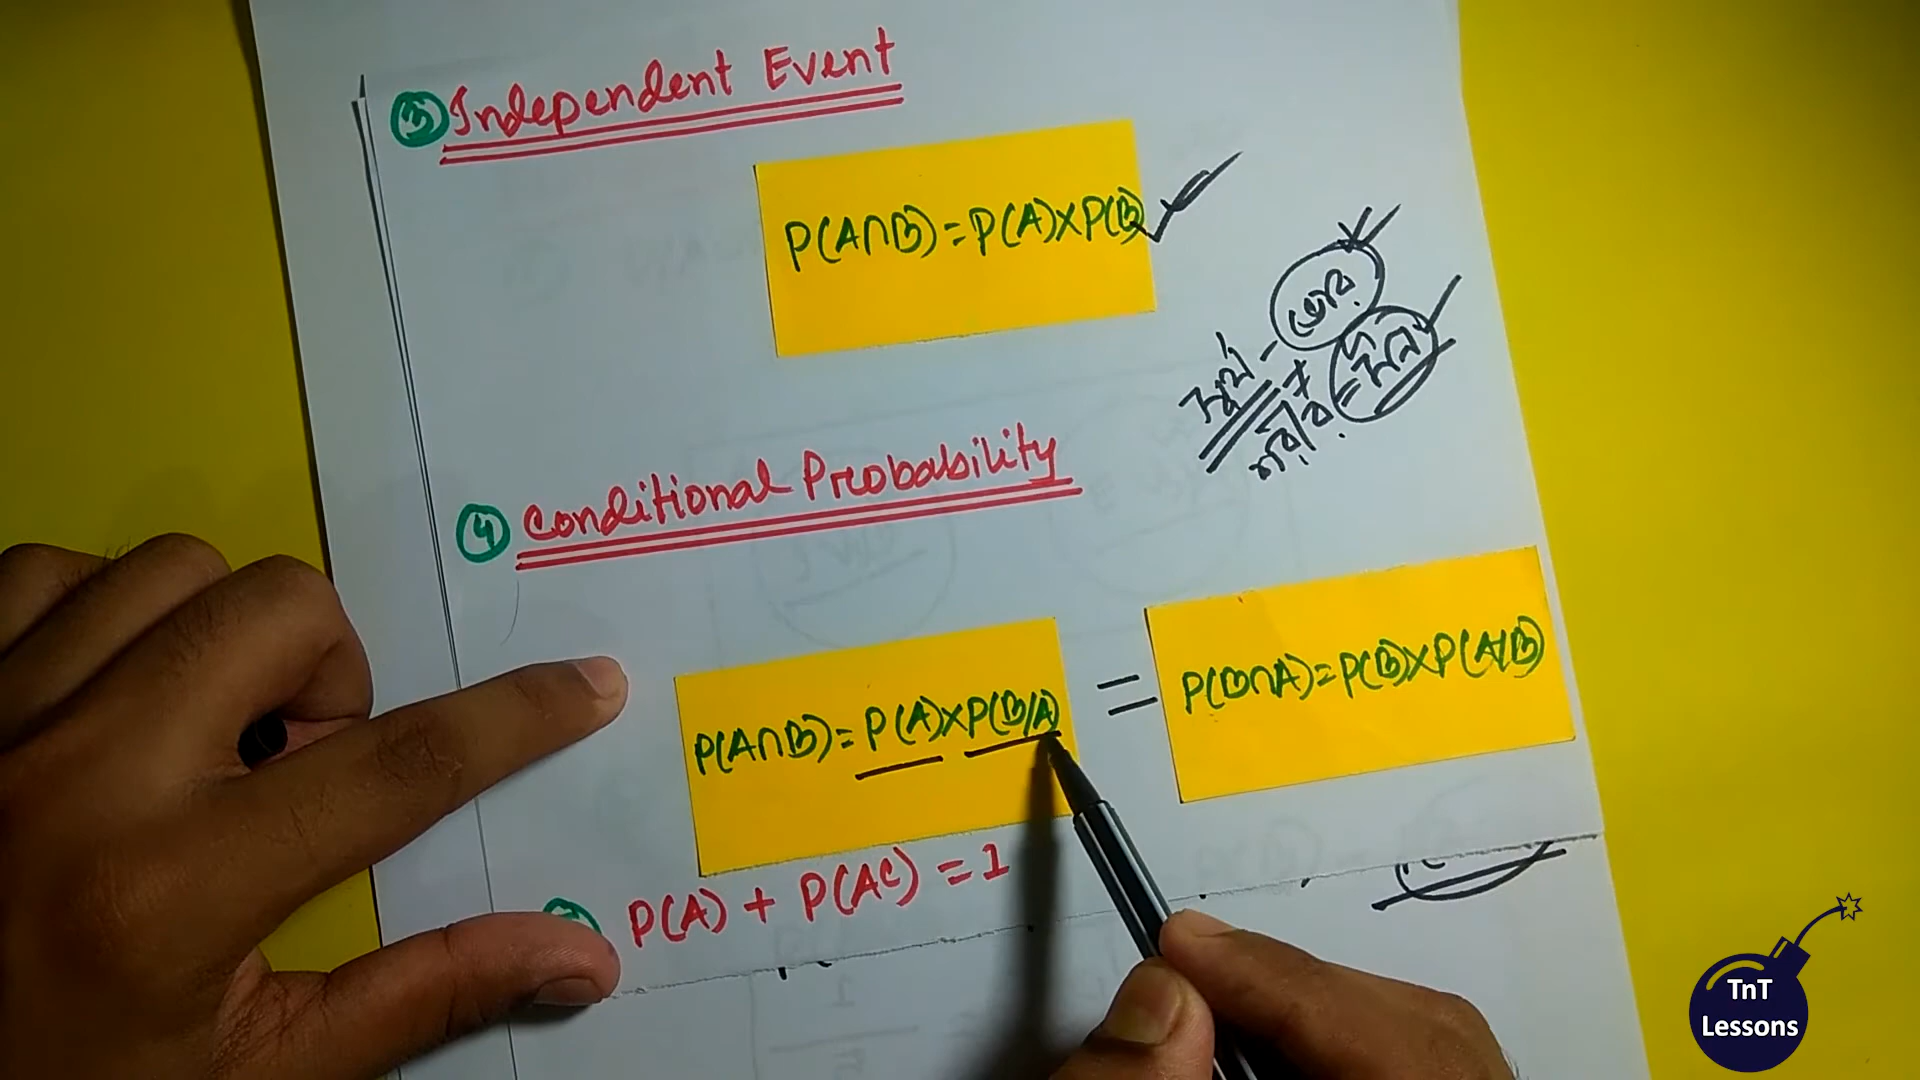 ③ Independent Event
P(A∩B)=P(A)×P(B)
সূর্য - ভোর
④ Conditional Probability
P(A∩B)=P(A)×P(B/A) = P(B∩A)=P(B)×P(A/B)
P(A) + P(AC) = 1
TnT
Lessons